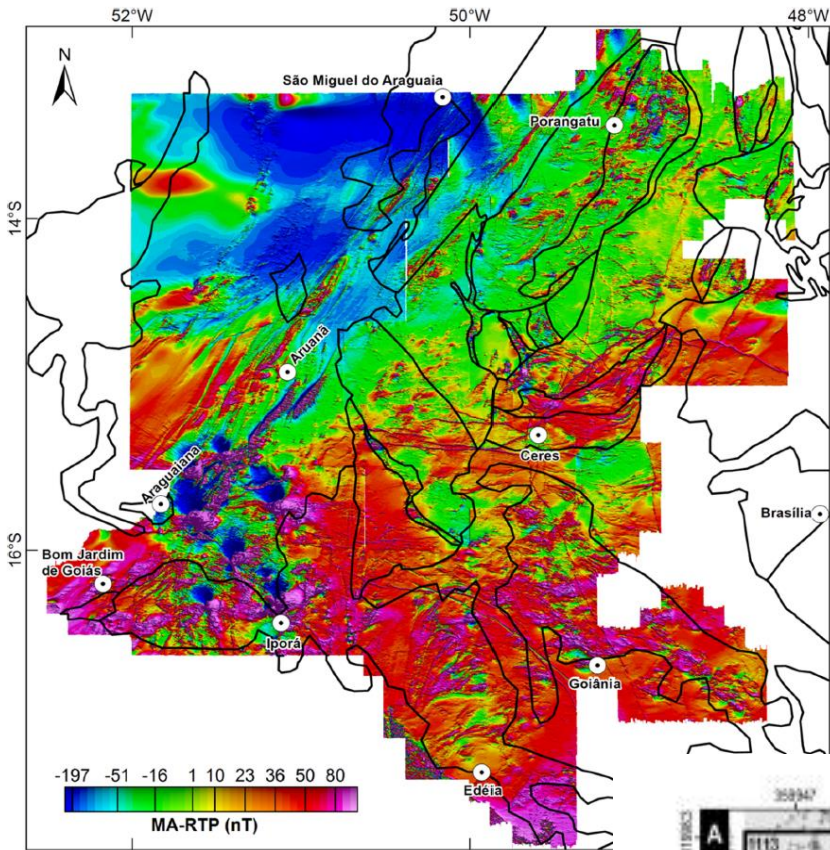 52°W 50°W 48°W
N
São Miguel do Araguaia
Porangatu
14°S
Aruanã
Ceres
Araguaiana
Brasília
16°S
Bom Jardim
de Goiás
Iporá
Goiânia
-197 -51 -16 1 10 23 36 50 80
MA-RTP (nT)
Edéia
A